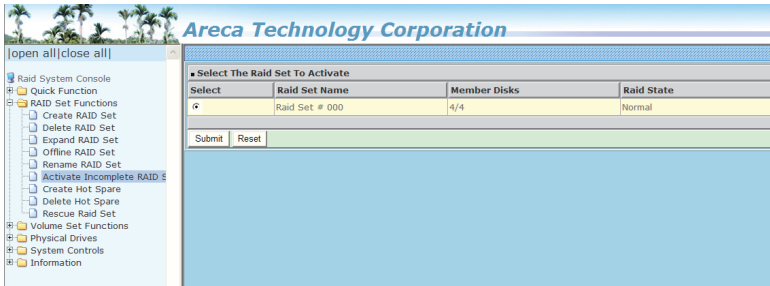 Areca Technology Corporation
|open all|close all|
Raid System Console
Quick Function
RAID Set Functions
Create RAID Set
Delete RAID Set
Expand RAID Set
Offline RAID Set
Rename RAID Set
Activate Incomplete RAID S
Create Hot Spare
Delete Hot Spare
Rescue Raid Set
Volume Set Functions
Physical Drives
System Controls
Information
Select The Raid Set To Activate
Select Raid Set Name Member Disks Raid State
Raid Set # 000 4/4 Normal
Submit Reset